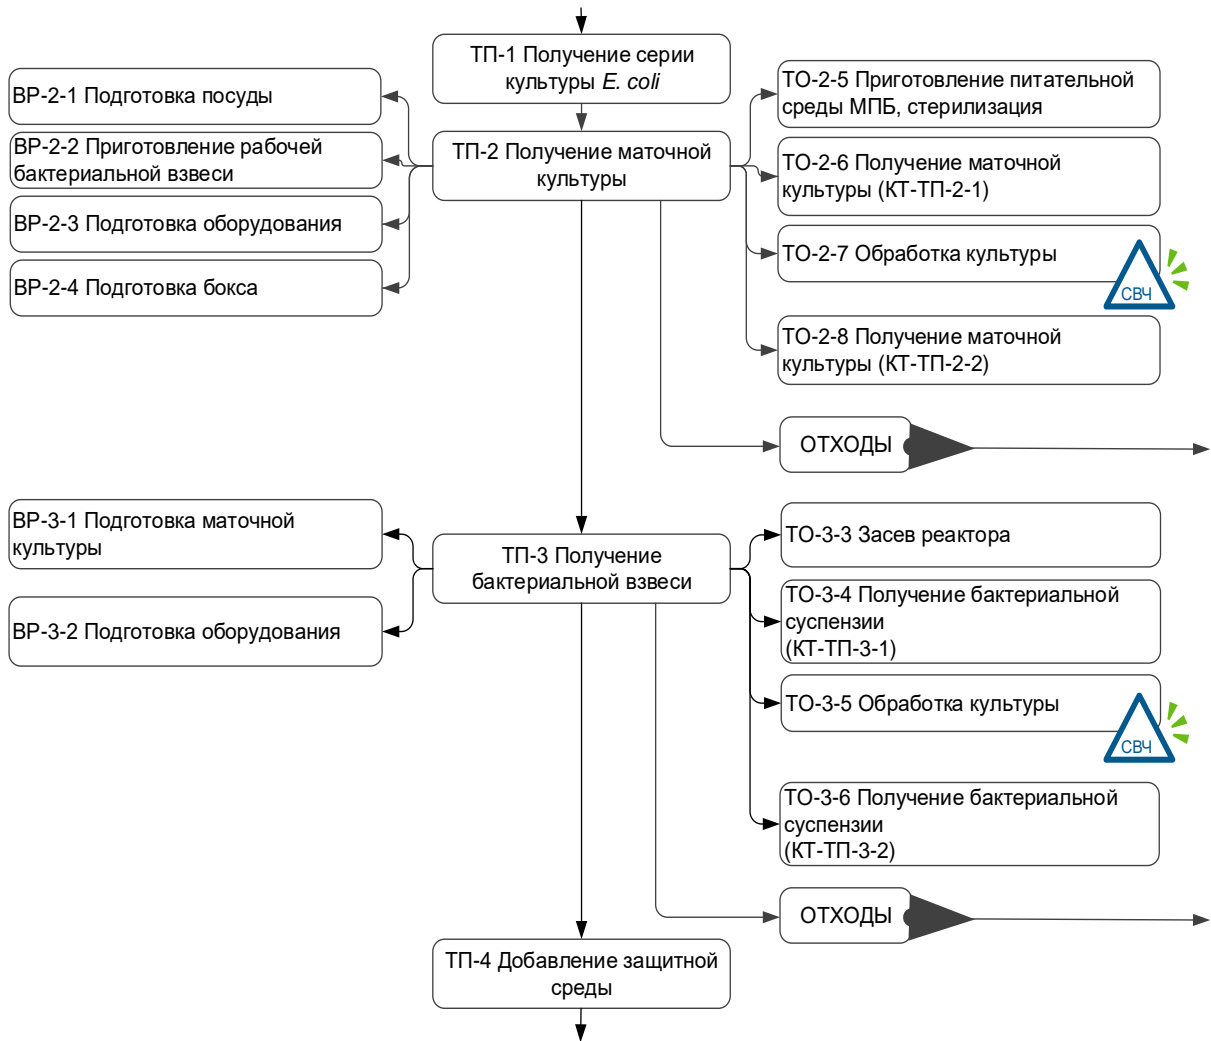 ТП-1 Получение серии
культуры E. coli
ВР-2-1 Подготовка посуды
ВР-2-2 Приготовление рабочей
бактериальной взвеси
ВР-2-3 Подготовка оборудования
ВР-2-4 Подготовка бокса
ТП-2 Получение маточной
культуры
ТО-2-5 Приготовление питательной
среды МПБ, стерилизация
ТО-2-6 Получение маточной
культуры (КТ-ТП-2-1)
ТО-2-7 Обработка культуры
СВЧ
ТО-2-8 Получение маточной
культуры (КТ-ТП-2-2)
ОТХОДЫ
ВР-3-1 Подготовка маточной
культуры
ВР-3-2 Подготовка оборудования
ТП-3 Получение
бактериальной взвеси
ТО-3-3 Засев реактора
ТО-3-4 Получение бактериальной
суспензии
(КТ-ТП-3-1)
ТО-3-5 Обработка культуры
СВЧ
ТО-3-6 Получение бактериальной
суспензии
(КТ-ТП-3-2)
ОТХОДЫ
ТП-4 Добавление защитной
среды